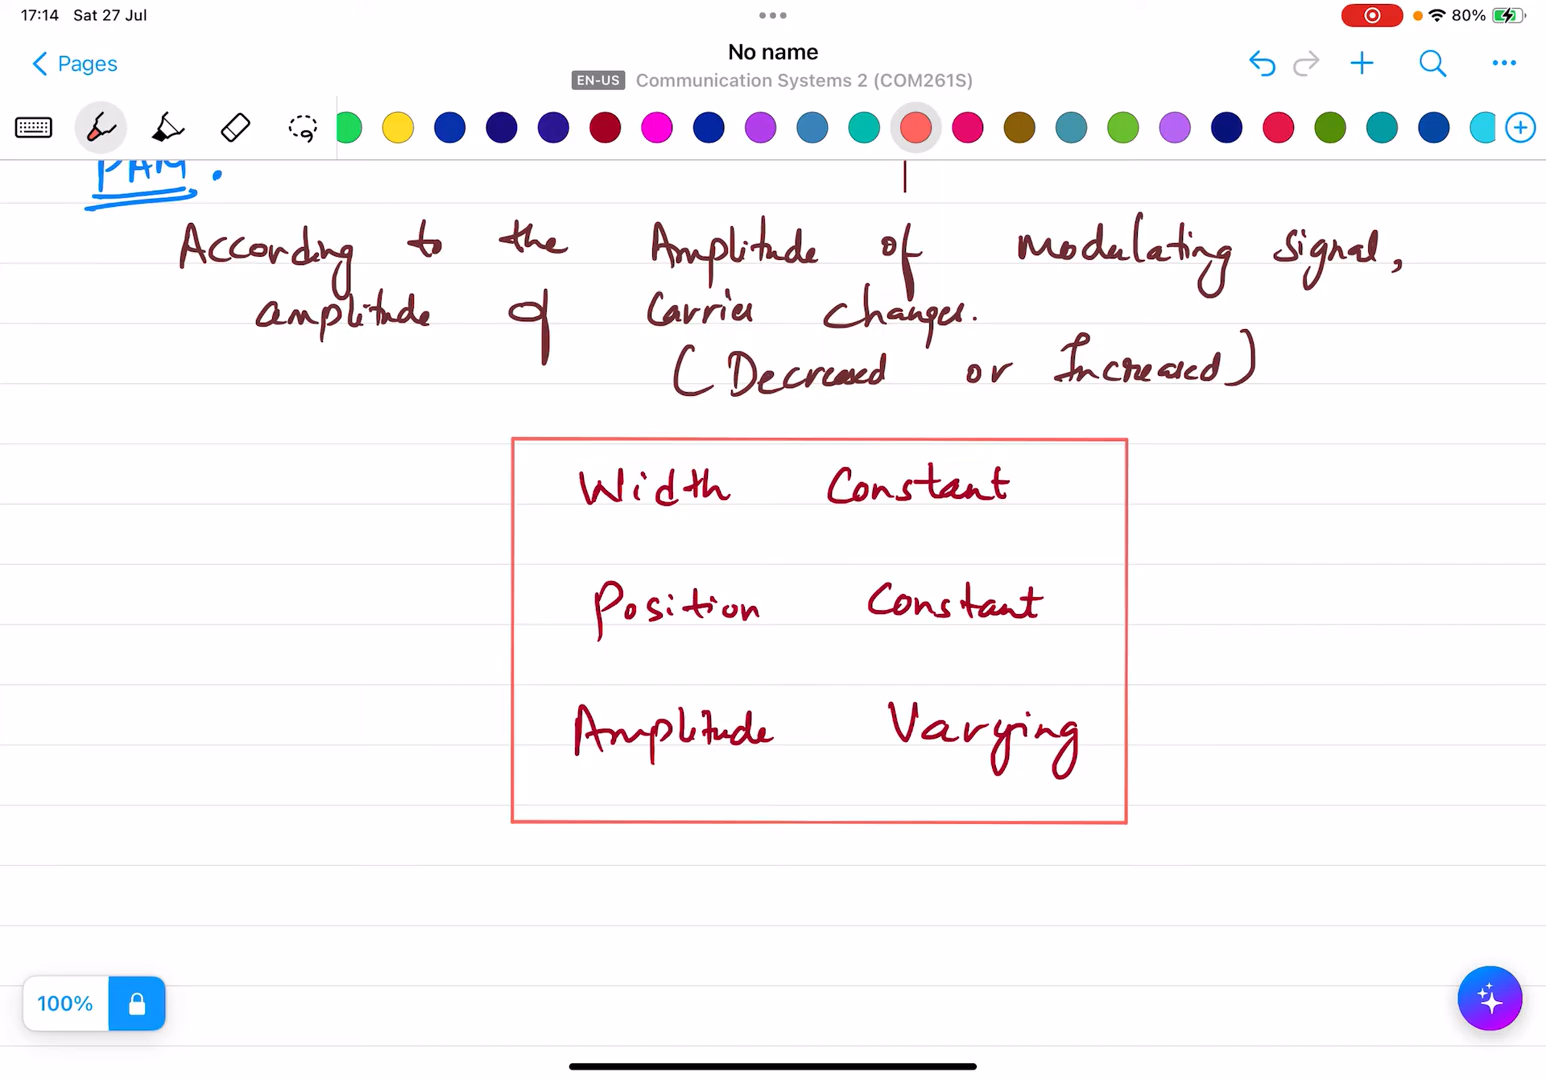 17:14 Sat 27 Jul
80%
No name
Pages
EN-US Communication Systems 2 (COM261S)
PAM.
According to the Amplitude of modulating signal,
amplitude of Carrier changes.
(Decreased or Increased)
Width Constant
Position Constant
Amplitude Varying
100%